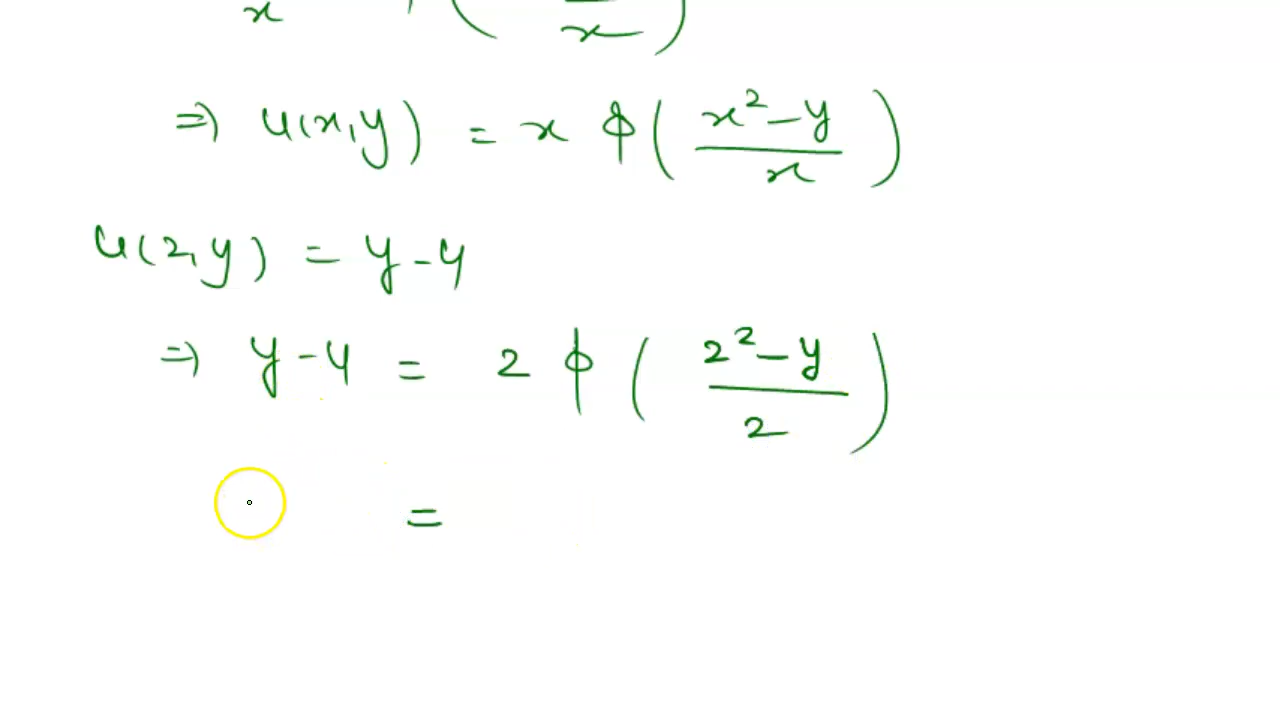 x ( x )
⇒ u(x,y) = x ϕ( x² - y / x )
u(2,y) = y - 4
⇒ y - 4 = 2 ϕ ( 2² - y / 2 )
=